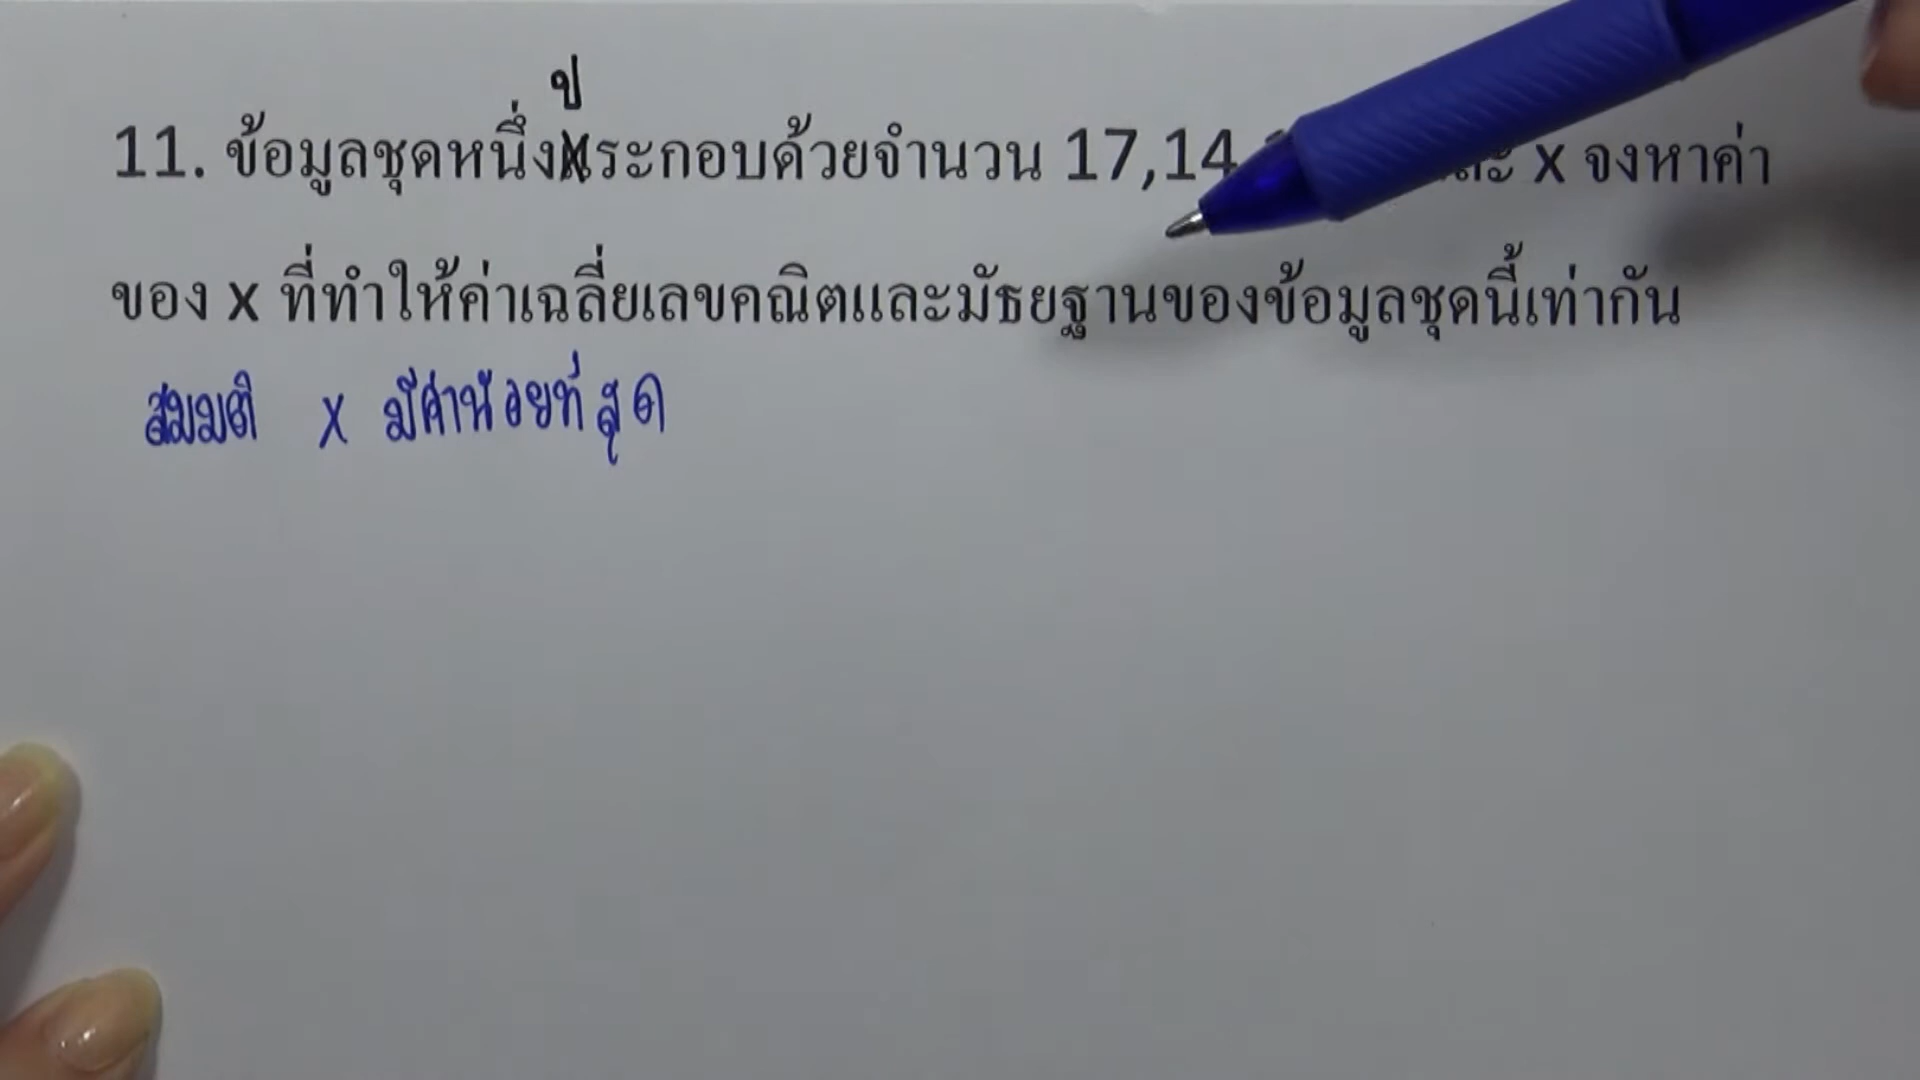 ป
11. ข้อมูลชุดหนึ่งประกอบด้วยจำนวน 17,14 และ x จงหาค่า
ของ x ที่ทำให้ค่าเฉลี่ยเลขคณิตและมัธยฐานของข้อมูลชุดนี้เท่ากัน
สมมติ x มีค่าน้อยที่สุด